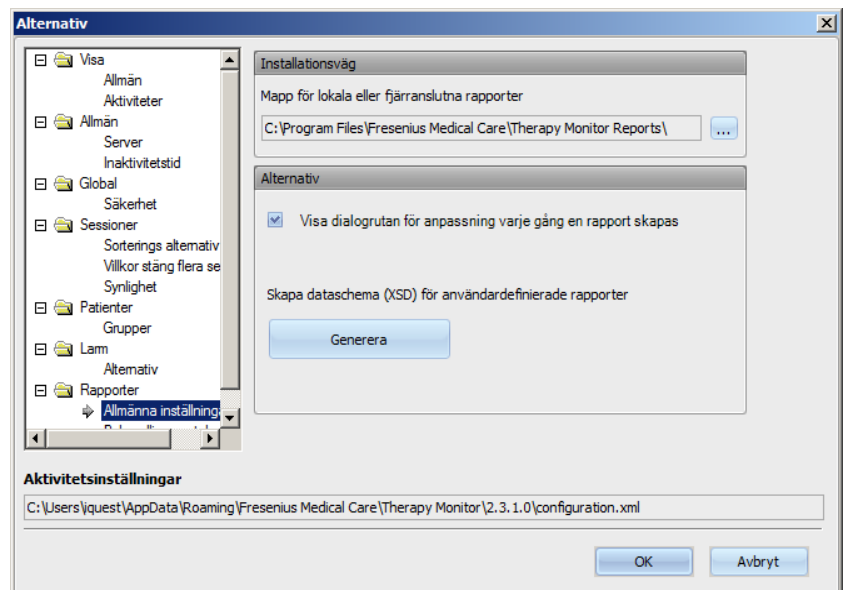 Alternativ
Visa
Allmän
Aktiviteter
Allmän
Server
Inaktivitetstid
Global
Säkerhet
Sessioner
Sorterings alternativ
Villkor stäng flera se
Synlighet
Patienter
Grupper
Larm
Alternativ
Rapporter
Allmänna inställning
Installationsväg
Mapp för lokala eller fjärranslutna rapporter
C:\Program Files\Fresenius Medical Care\Therapy Monitor Reports\
...
Alternativ
Visa dialogrutan för anpassning varje gång en rapport skapas
Skapa dataschema (XSD) för användardefinierade rapporter
Generera
Aktivitetsinställningar
C:\Users\iquest\AppData\Roaming\Fresenius Medical Care\Therapy Monitor\2.3.1.0\configuration.xml
OK
Avbryt